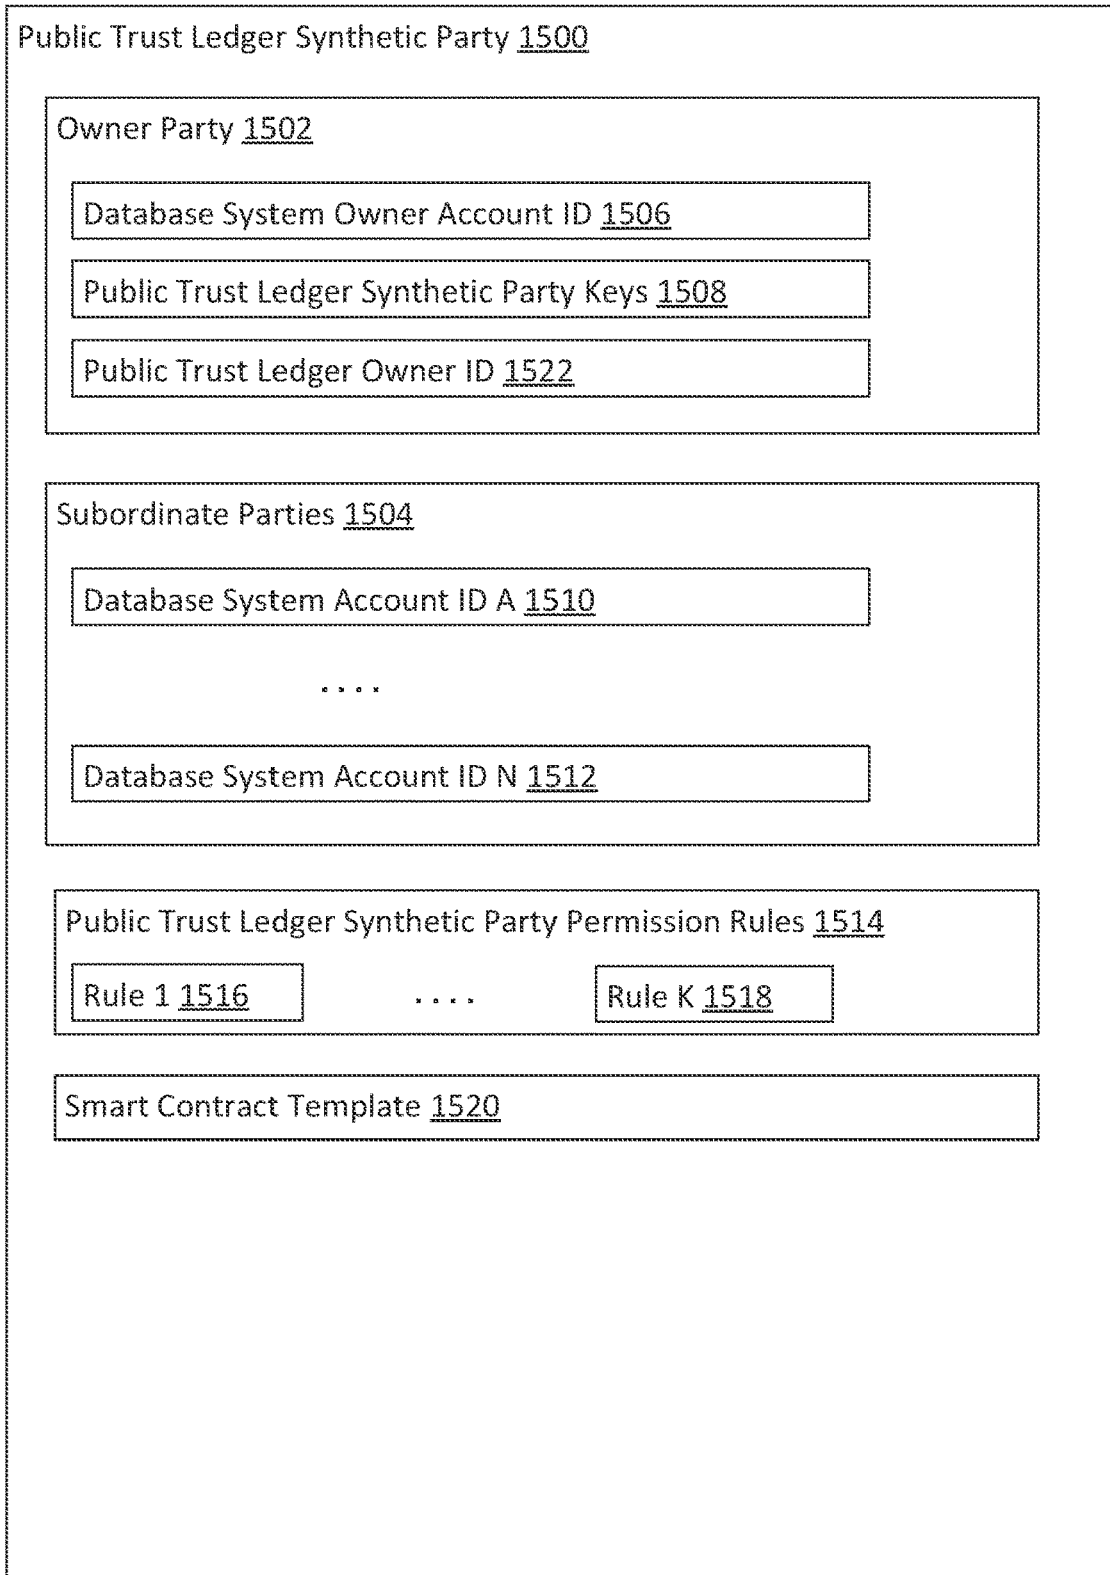 Public Trust Ledger Synthetic Party 1500
Owner Party 1502
Database System Owner Account ID 1506
Public Trust Ledger Synthetic Party Keys 1508
Public Trust Ledger Owner ID 1522
Subordinate Parties 1504
Database System Account ID A 1510
....
Database System Account ID N 1512
Public Trust Ledger Synthetic Party Permission Rules 1514
Rule 1 1516 .... Rule K 1518
Smart Contract Template 1520